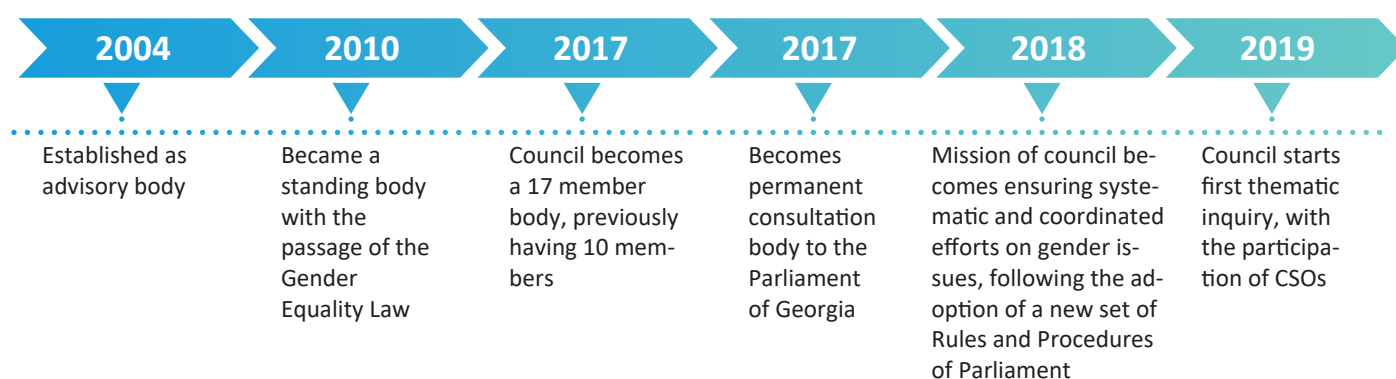 2004
Established as
advisory body
2010
Became a
standing body
with the
passage of the
Gender
Equality Law
2017
Council becomes
a 17 member
body, previously
having 10 mem-
bers
2017
Becomes
permanent
consultation
body to the
Parliament
of Georgia
2018
Mission of council be-
comes ensuring syste-
matic and coordinated
efforts on gender is-
sues, following the ad-
option of a new set of
Rules and Procedures
of Parliament
2019
Council starts
first thematic
inquiry, with
the participa-
tion of CSOs